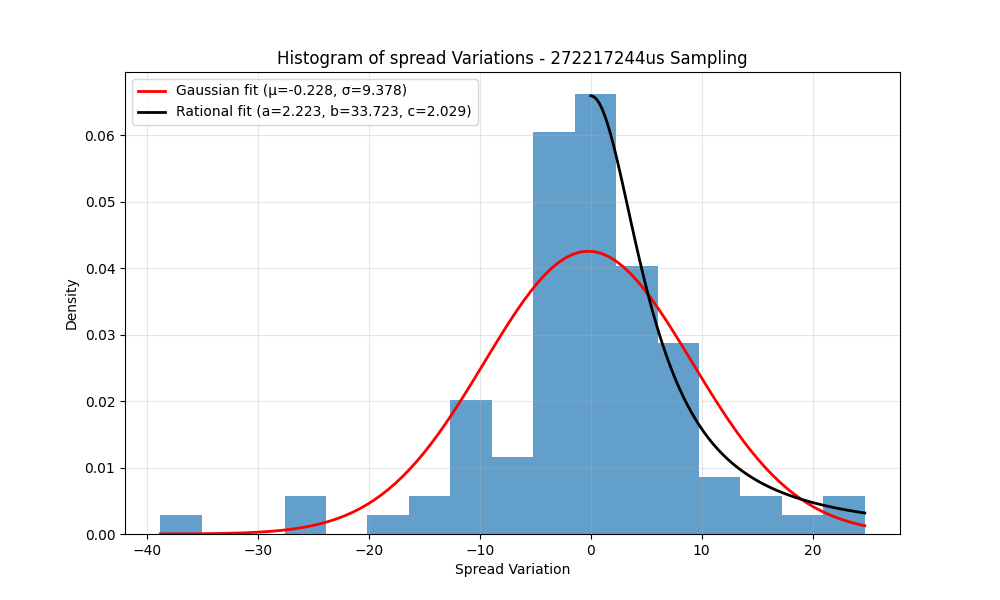 Histogram of spread Variations - 272217244us Sampling
Gaussian fit (μ=-0.228, σ=9.378)
Rational fit (a=2.223, b=33.723, c=2.029)
Density
0.06
0.05
0.04
0.03
0.02
0.01
0.00
−40 −30 −20 −10 0 10 20
Spread Variation